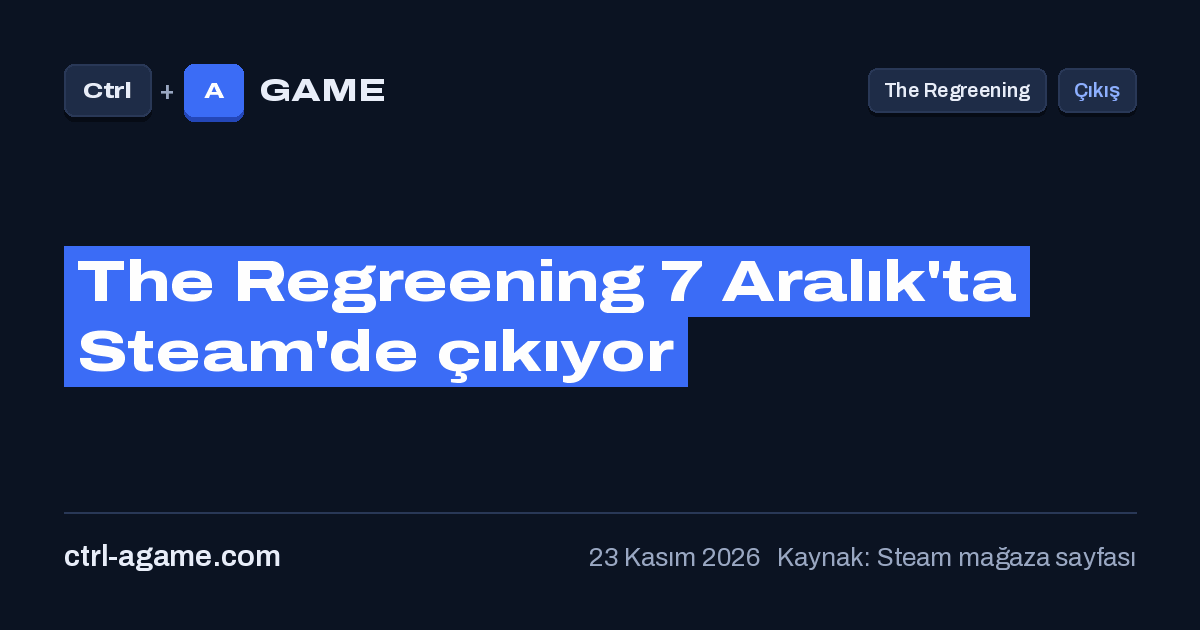 Ctrl + A GAME
The Regreening Çıkış
The Regreening 7 Aralık'ta
Steam'de çıkıyor
ctrl-agame.com
23 Kasım 2026 Kaynak: Steam mağaza sayfası